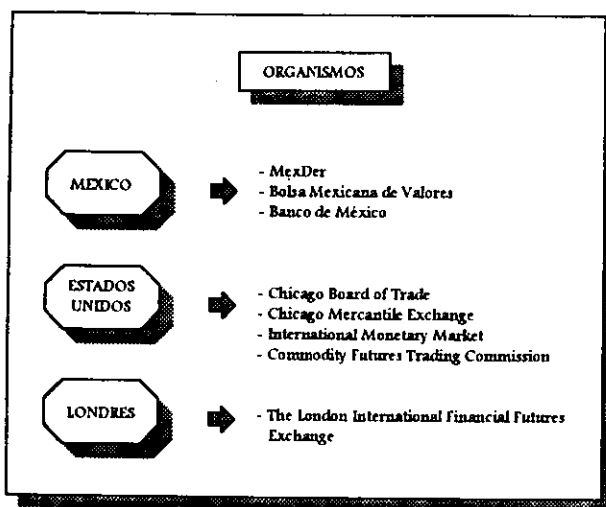 ORGANISMOS
MEXICO
- MexDer
- Bolsa Mexicana de Valores
- Banco de México
ESTADOS
UNIDOS
- Chicago Board of Trade
- Chicago Mercantile Exchange
- International Monetary Market
- Commodity Futures Trading Commission
LONDRES
- The London International Financial Futures
Exchange